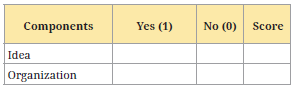 Components Yes (1) No (0) Score
Idea
Organization